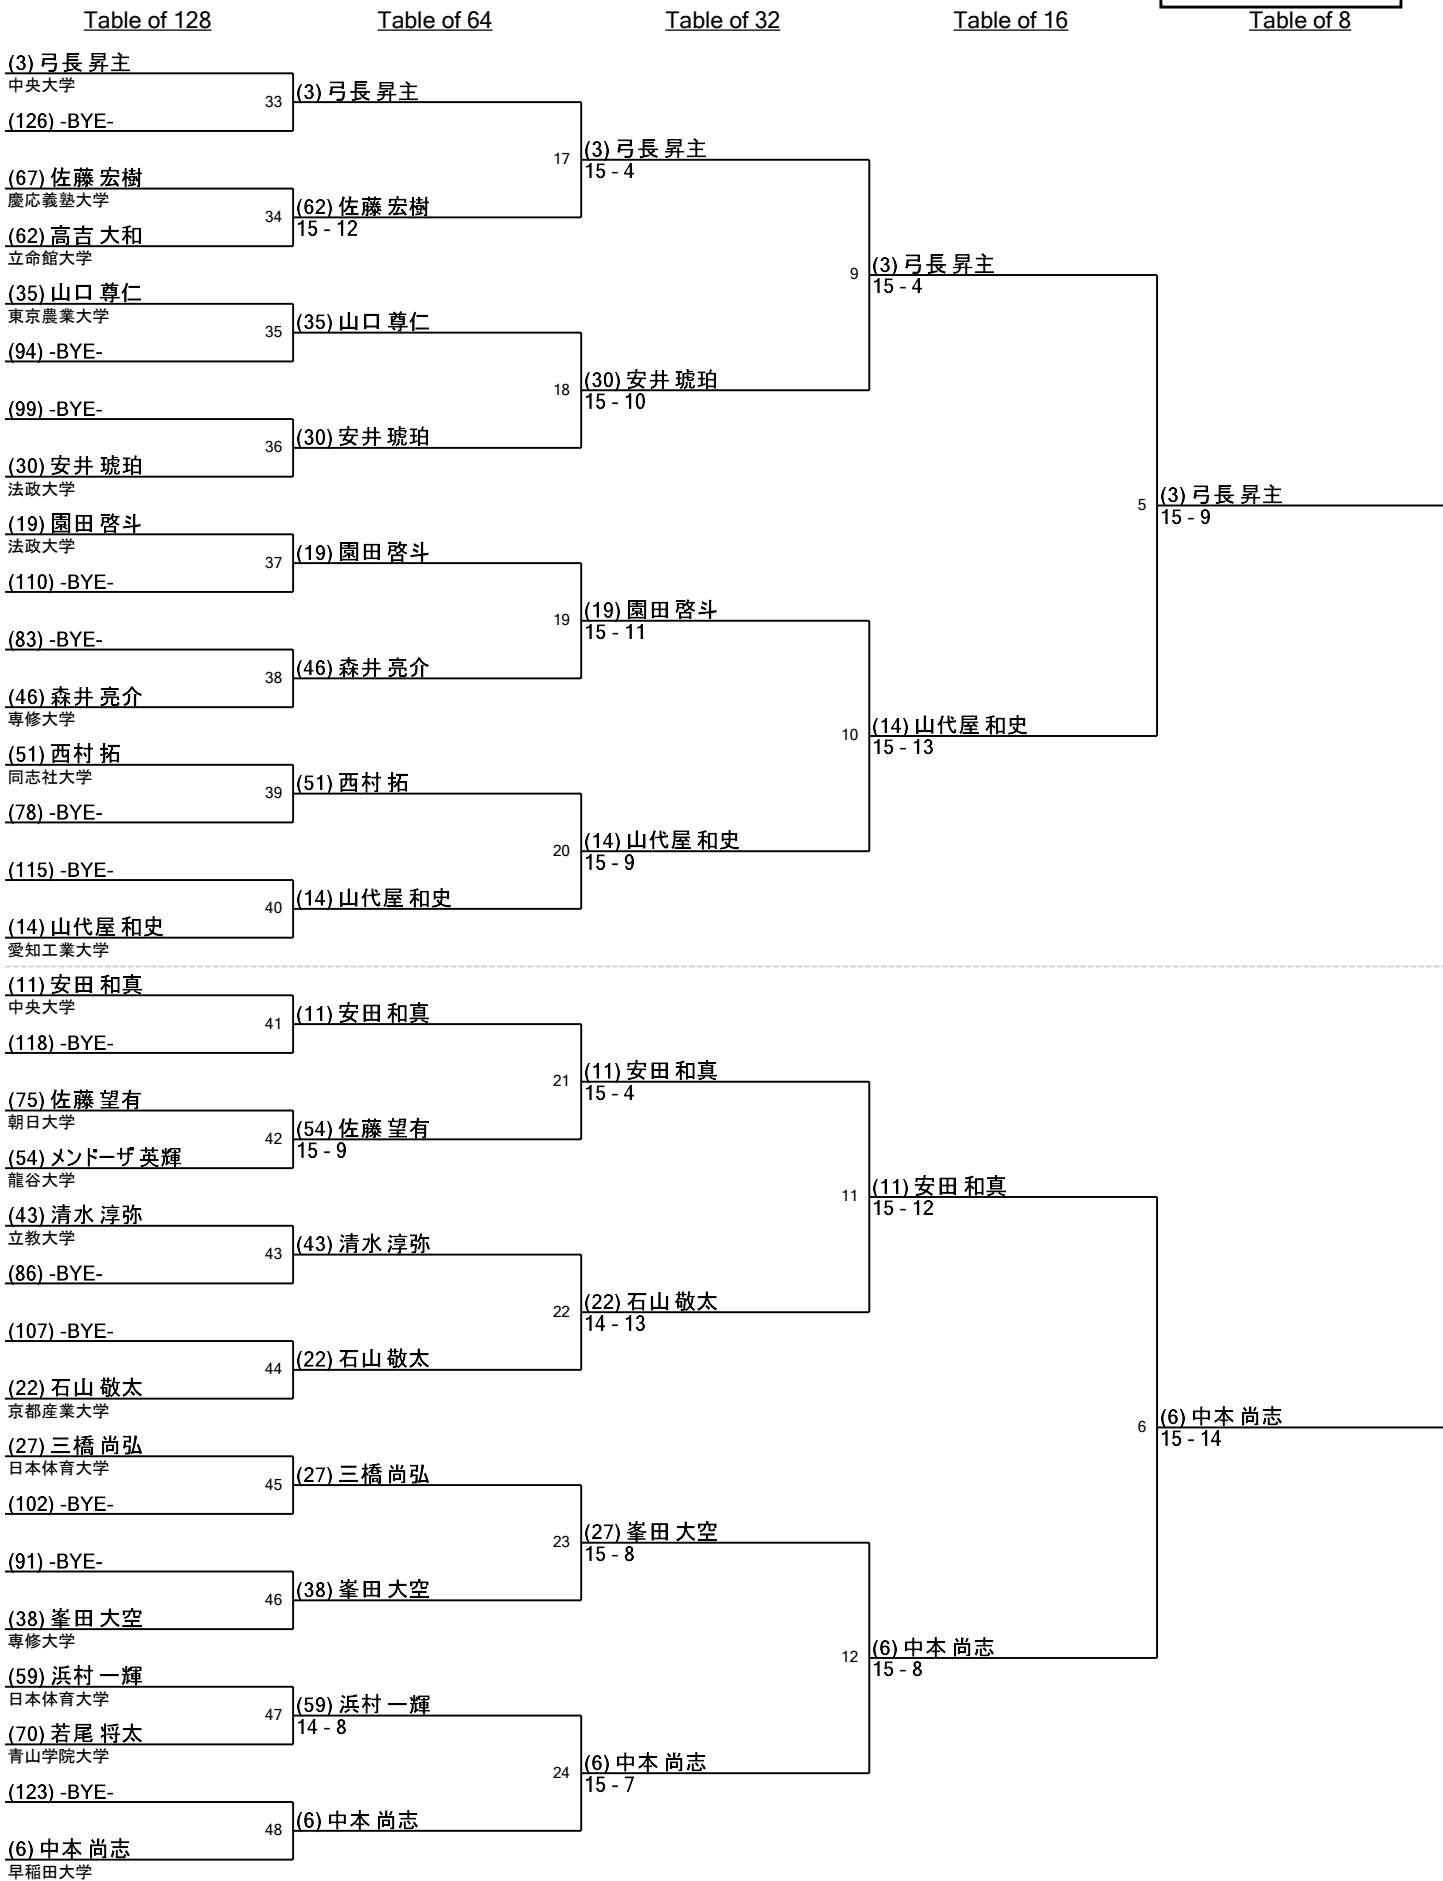 Table of 128
Table of 64
Table of 32
Table of 16
Table of 8
(3) 弓長 昇主
中央大学
(126) -BYE-
(67) 佐藤 宏樹
慶応義塾大学
(62) 高吉 大和
立命館大学
(35) 山口 尊仁
東京農業大学
(94) -BYE-
(99) -BYE-
(30) 安井 琥珀
法政大学
(19) 園田 啓斗
法政大学
(110) -BYE-
(83) -BYE-
(46) 森井 亮介
専修大学
(51) 西村 拓
同志社大学
(78) -BYE-
(115) -BYE-
(14) 山代屋 和史
愛知工業大学
(11) 安田 和真
中央大学
(118) -BYE-
(75) 佐藤 望有
朝日大学
(54) メンドーザ 英輝
龍谷大学
(43) 清水 淳弥
立教大学
(86) -BYE-
(107) -BYE-
(22) 石山 敬太
京都産業大学
(27) 三橋 尚弘
日本体育大学
(102) -BYE-
(91) -BYE-
(38) 峯田 大空
専修大学
(59) 浜村 一輝
日本体育大学
(70) 若尾 将太
青山学院大学
(123) -BYE-
(6) 中本 尚志
早稲田大学
33
(3) 弓長 昇主
34
(62) 佐藤 宏樹
15 - 12
35
(35) 山口 尊仁
36
(30) 安井 琥珀
37
(19) 園田 啓斗
38
(46) 森井 亮介
39
(51) 西村 拓
40
(14) 山代屋 和史
41
(11) 安田 和真
42
(54) 佐藤 望有
15 - 9
43
(43) 清水 淳弥
44
(22) 石山 敬太
45
(27) 三橋 尚弘
46
(38) 峯田 大空
47
(59) 浜村 一輝
14 - 8
48
(6) 中本 尚志
17
(3) 弓長 昇主
15 - 4
18
(30) 安井 琥珀
15 - 10
19
(19) 園田 啓斗
15 - 11
20
(14) 山代屋 和史
15 - 9
21
(11) 安田 和真
15 - 4
22
(22) 石山 敬太
14 - 13
23
(27) 峯田 大空
15 - 8
24
(6) 中本 尚志
15 - 7
9
(3) 弓長 昇主
15 - 4
10
(14) 山代屋 和史
15 - 13
11
(11) 安田 和真
15 - 12
12
(6) 中本 尚志
15 - 8
5
(3) 弓長 昇主
15 - 9
6
(6) 中本 尚志
15 - 14